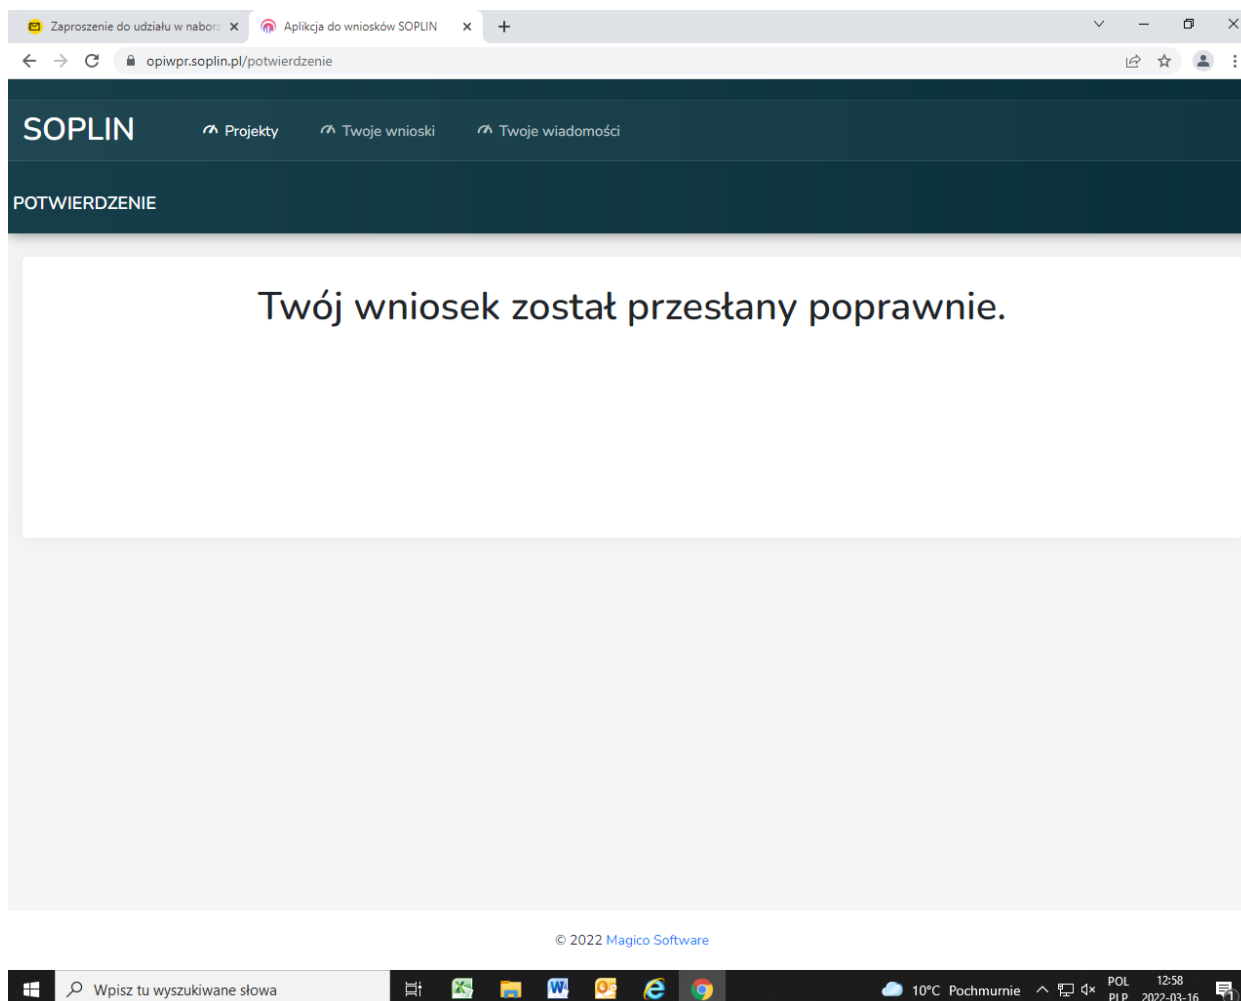 Zaproszenie do udziału w naborz
Aplikcja do wniosków SOPLIN
opiwpr.soplin.pl/potwierdzenie
SOPLIN
Projekty
Twoje wnioski
Twoje wiadomości
POTWIERDZENIE
Twój wniosek został przesłany poprawnie.
© 2022 Magico Software
Wpisz tu wyszukiwane słowa
10°C Pochmurnie
POL
PLP
12:58
2022-03-16
1